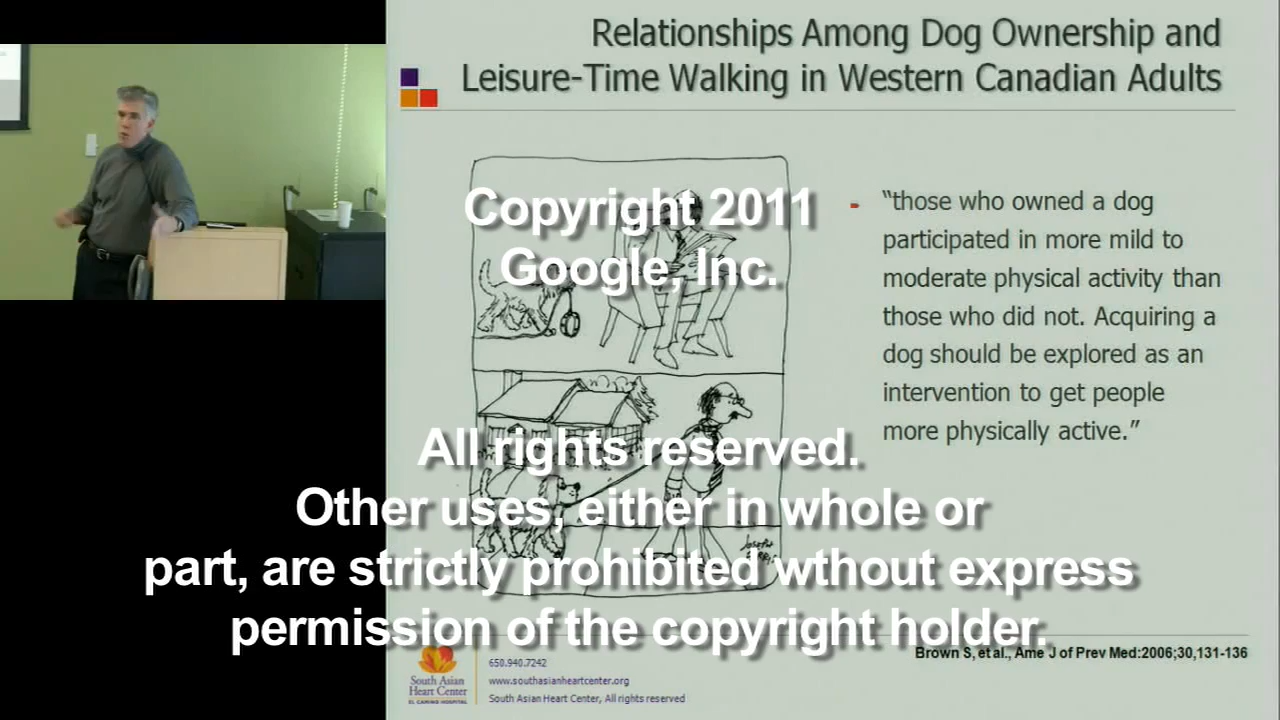 Relationships Among Dog Ownership and
Leisure-Time Walking in Western Canadian Adults
Copyright 2011
Google, Inc.
- "those who owned a dog
participated in more mild to
moderate physical activity than
those who did not. Acquiring a
dog should be explored as an
intervention to get people
more physically active."
All rights reserved.
Other uses, either in whole or
part, are strictly prohibited wthout express
permission of the copyright holder.
Brown S, et al., Ame J of Prev Med:2006;30,131-136
South Asian
Heart Center
EL CAMINO HOSPITAL
650.940.7242
www.southasianheartcenter.org
South Asian Heart Center, All rights reserved